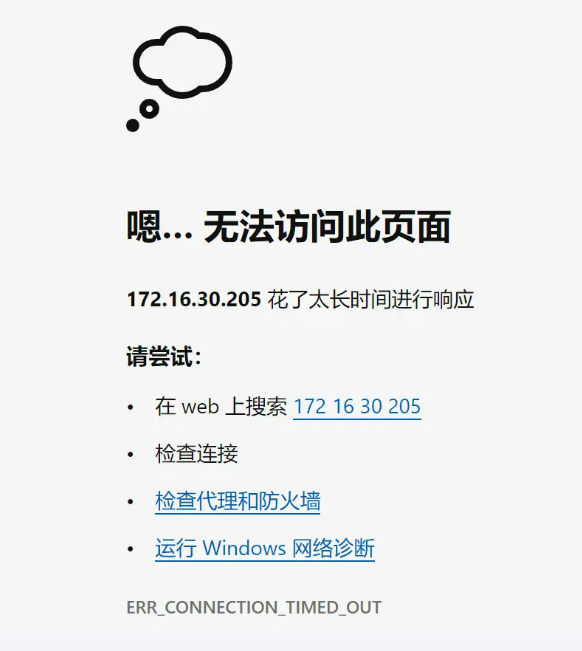 嗯… 无法访问此页面
172.16.30.205 花了太长时间进行响应
请尝试：
• 在 web 上搜索 172 16 30 205
• 检查连接
• 检查代理和防火墙
• 运行 Windows 网络诊断
ERR_CONNECTION_TIMED_OUT